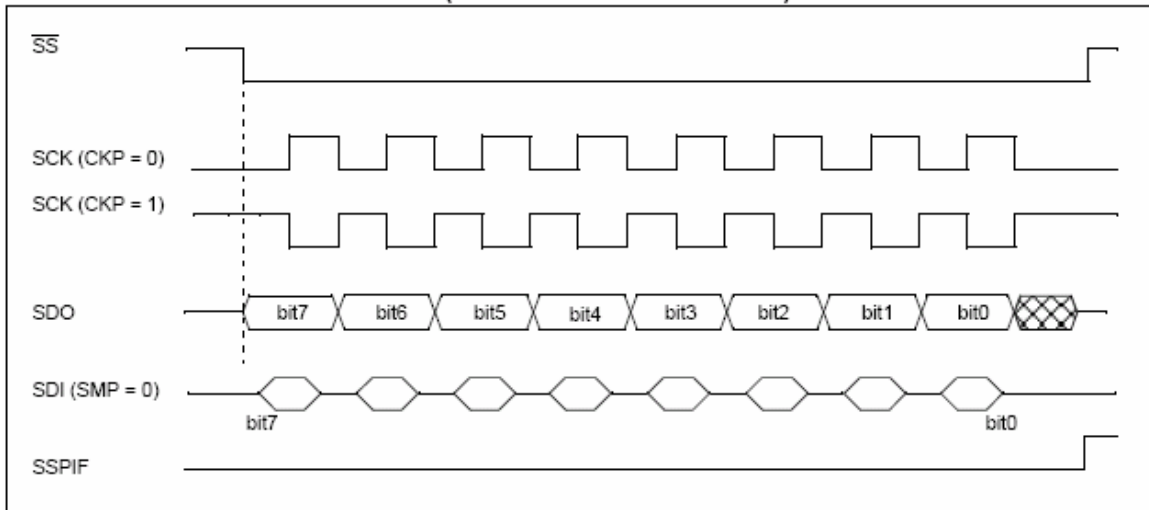 SS
SCK (CKP = 0)
SCK (CKP = 1)
SDO bit7 bit6 bit5 bit4 bit3 bit2 bit1 bit0
SDI (SMP = 0)
bit7 bit0
SSPIF